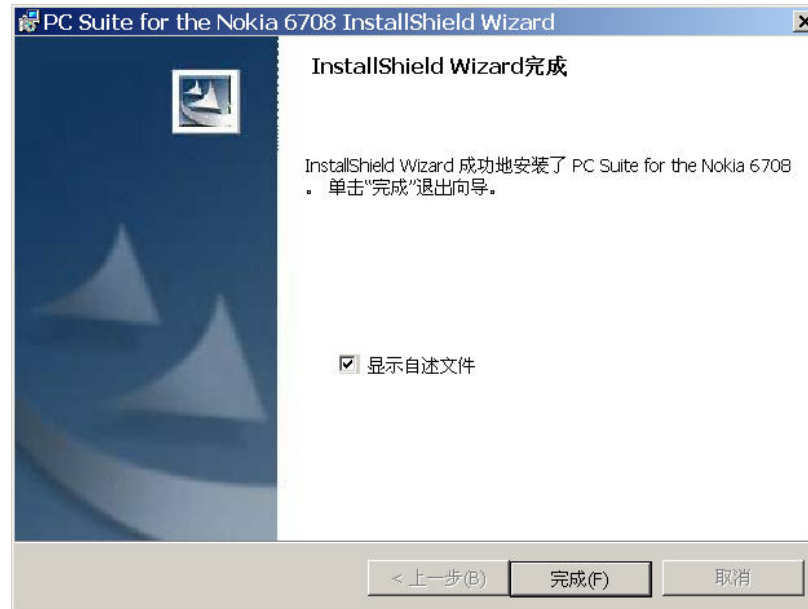 PC Suite for the Nokia 6708 InstallShield Wizard
InstallShield Wizard完成
InstallShield Wizard 成功地安装了 PC Suite for the Nokia 6708
。 单击“完成”退出向导。
显示自述文件
< 上一步(B)
完成(F)
取消